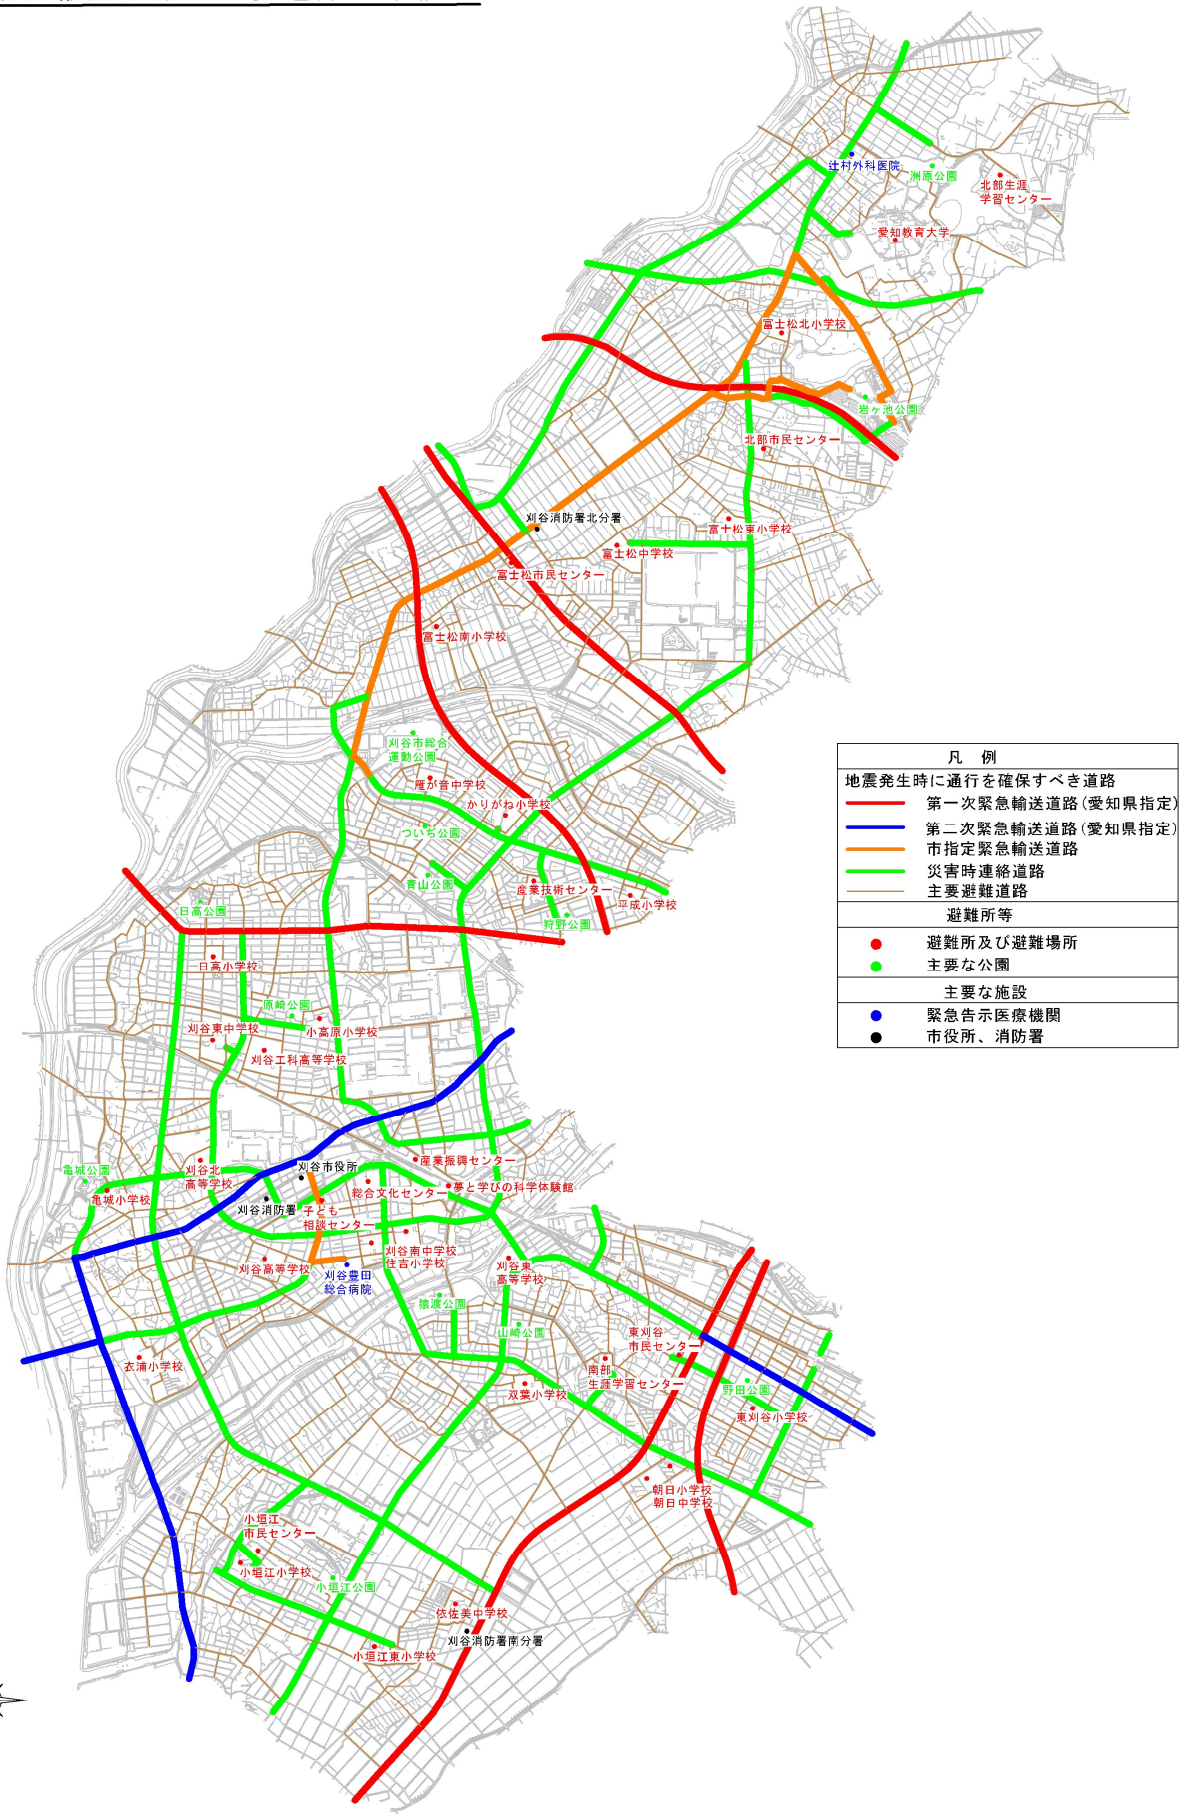 辻村外科医院
洲原公園
北部生涯
学習センター
愛知教育大学
富士松北小学校
岩ヶ池公園
北部市民センター
刈谷消防署北分署
富士松東小学校
富士松中学校
富士松市民センター
富士松南小学校
刈谷市総合
運動公園
雁が音中学校
かりがね小学校
ついぢ公園
青山公園
産業技術センター
平成小学校
狩野公園
日高公園
日高小学校
原崎公園
刈谷東中学校
小高原小学校
刈谷工科高等学校
亀城公園
亀城小学校
刈谷北
高等学校
刈谷市役所
刈谷消防署
産業振興センター
総合文化センター
夢と学びの科学体験館
子ども
相談センター
刈谷南中学校
住吉小学校
刈谷高等学校
刈谷豊田
総合病院
刈谷東
高等学校
猿渡公園
山崎公園
東刈谷
市民センター
衣浦小学校
南部
生涯学習センター
双葉小学校
野田公園
東刈谷小学校
朝日小学校
朝日中学校
小垣江
市民センター
小垣江小学校
小垣江公園
依佐美中学校
刈谷消防署南分署
小垣江東小学校
凡 例
地震発生時に通行を確保すべき道路
第一次緊急輸送道路(愛知県指定)
第二次緊急輸送道路(愛知県指定)
市指定緊急輸送道路
災害時連絡道路
主要避難道路
避難所等
避難所及び避難場所
主要な公園
主要な施設
緊急告示医療機関
市役所、消防署